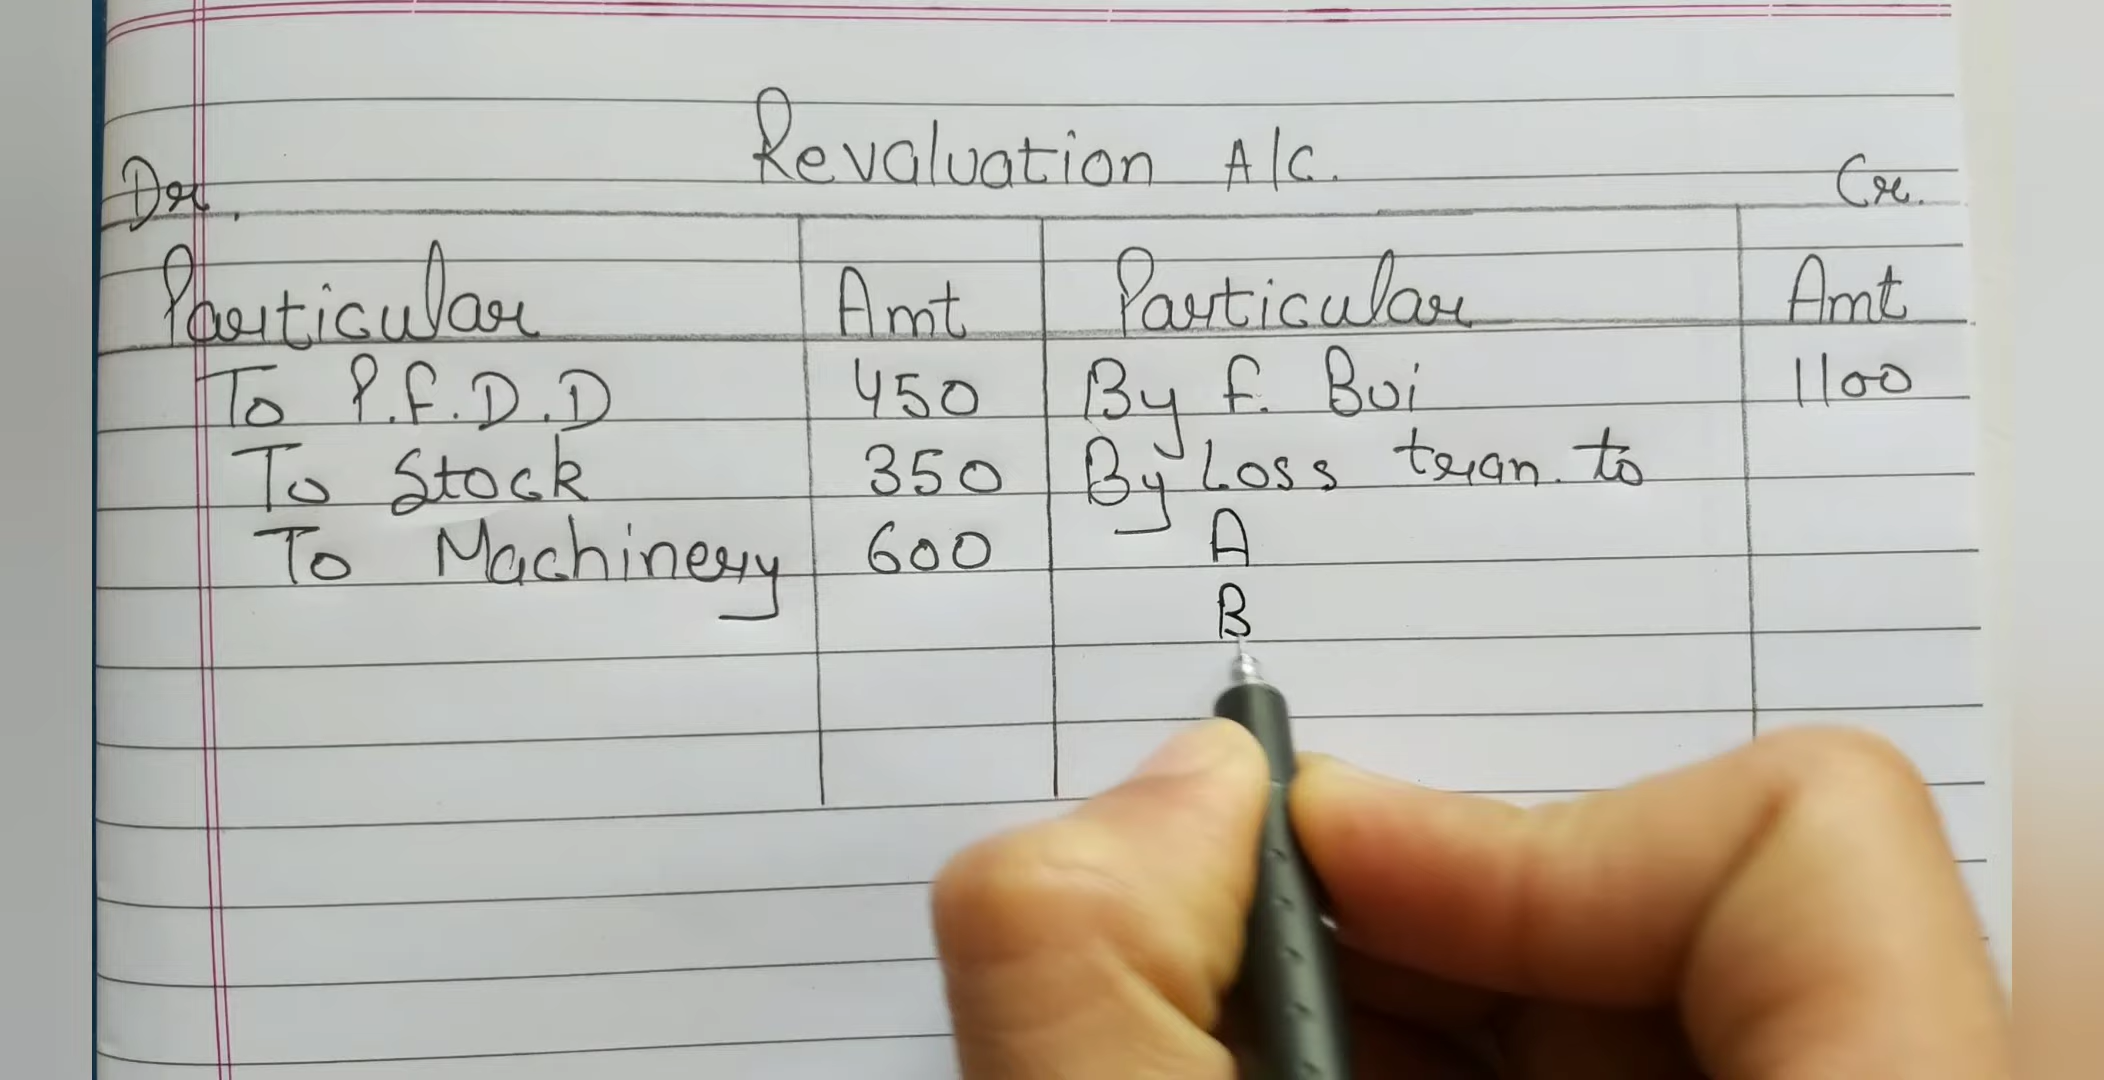 Revaluation A/C.
Dr. Cr.
Particular Amt Particular Amt
To P.f.D.D 450 By f. Bui 1100
To Stock 350 By Loss tran. to
To Machinery 600 A
B